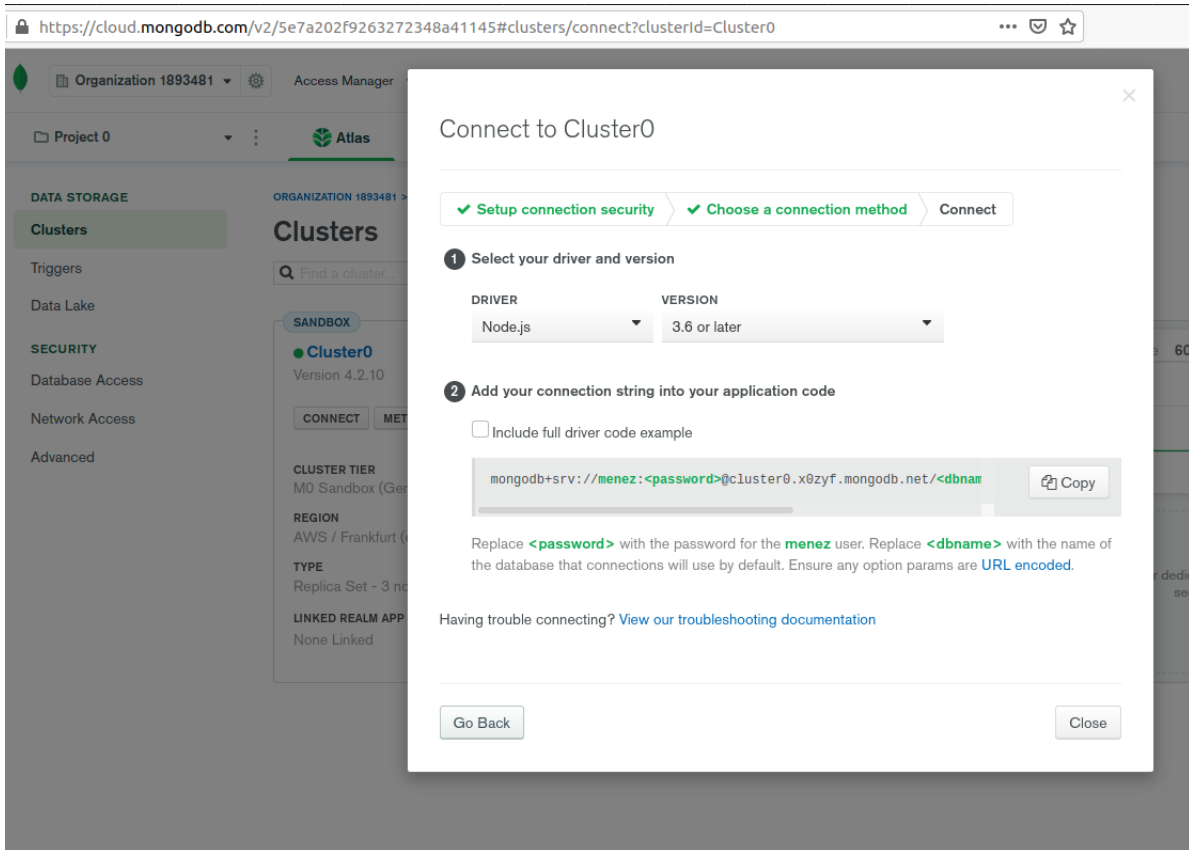 https://cloud.mongodb.com/v2/5e7a202f9263272348a41145#clusters/connect?clusterId=Cluster0
Organization 1893481
Access Manager
Project 0
Atlas
DATA STORAGE
Clusters
Triggers
Data Lake
SECURITY
Database Access
Network Access
Advanced
ORGANIZATION 1893481 >
Clusters
Find a cluster...
SANDBOX
Cluster0
Version 4.2.10
CONNECT
MET
CLUSTER TIER
M0 Sandbox (Ger
REGION
AWS / Frankfurt (
TYPE
Replica Set - 3 no
LINKED REALM APP
None Linked
Connect to Cluster0
Setup connection security
Choose a connection method
Connect
1 Select your driver and version
DRIVER VERSION
Node.js 3.6 or later
2 Add your connection string into your application code
Include full driver code example
mongodb+srv://menez:<password>@cluster0.x0zyf.mongodb.net/<dbnam
Copy
Replace <password> with the password for the menez user. Replace <dbname> with the name of
the database that connections will use by default. Ensure any option params are URL encoded.
Having trouble connecting? View our troubleshooting documentation
Go Back
Close
60
r dedi
se